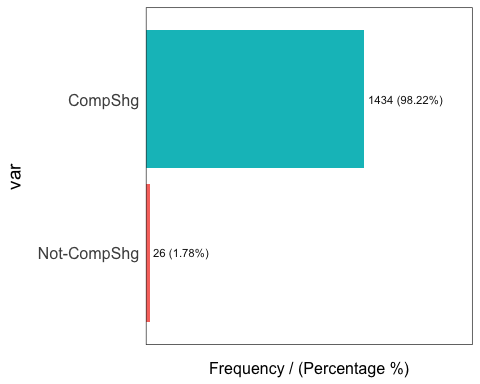 CompShg
1434 (98.22%)
var
Not-CompShg
26 (1.78%)
Frequency / (Percentage %)